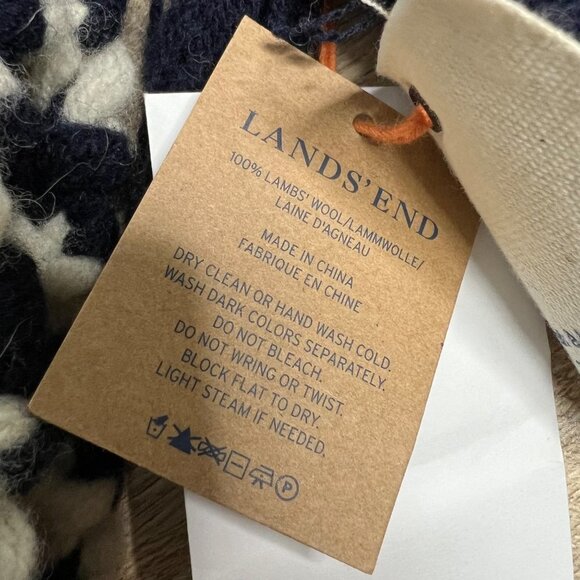 LANDS' END
100% LAMBS' WOOL/LAMMWOLLE/
LAINE D'AGNEAU
MADE IN CHINA
FABRIQUE EN CHINE
DRY CLEAN OR HAND WASH COLD.
WASH DARK COLORS SEPARATELY.
DO NOT BLEACH.
DO NOT WRING OR TWIST.
BLOCK FLAT TO DRY.
LIGHT STEAM IF NEEDED.
P